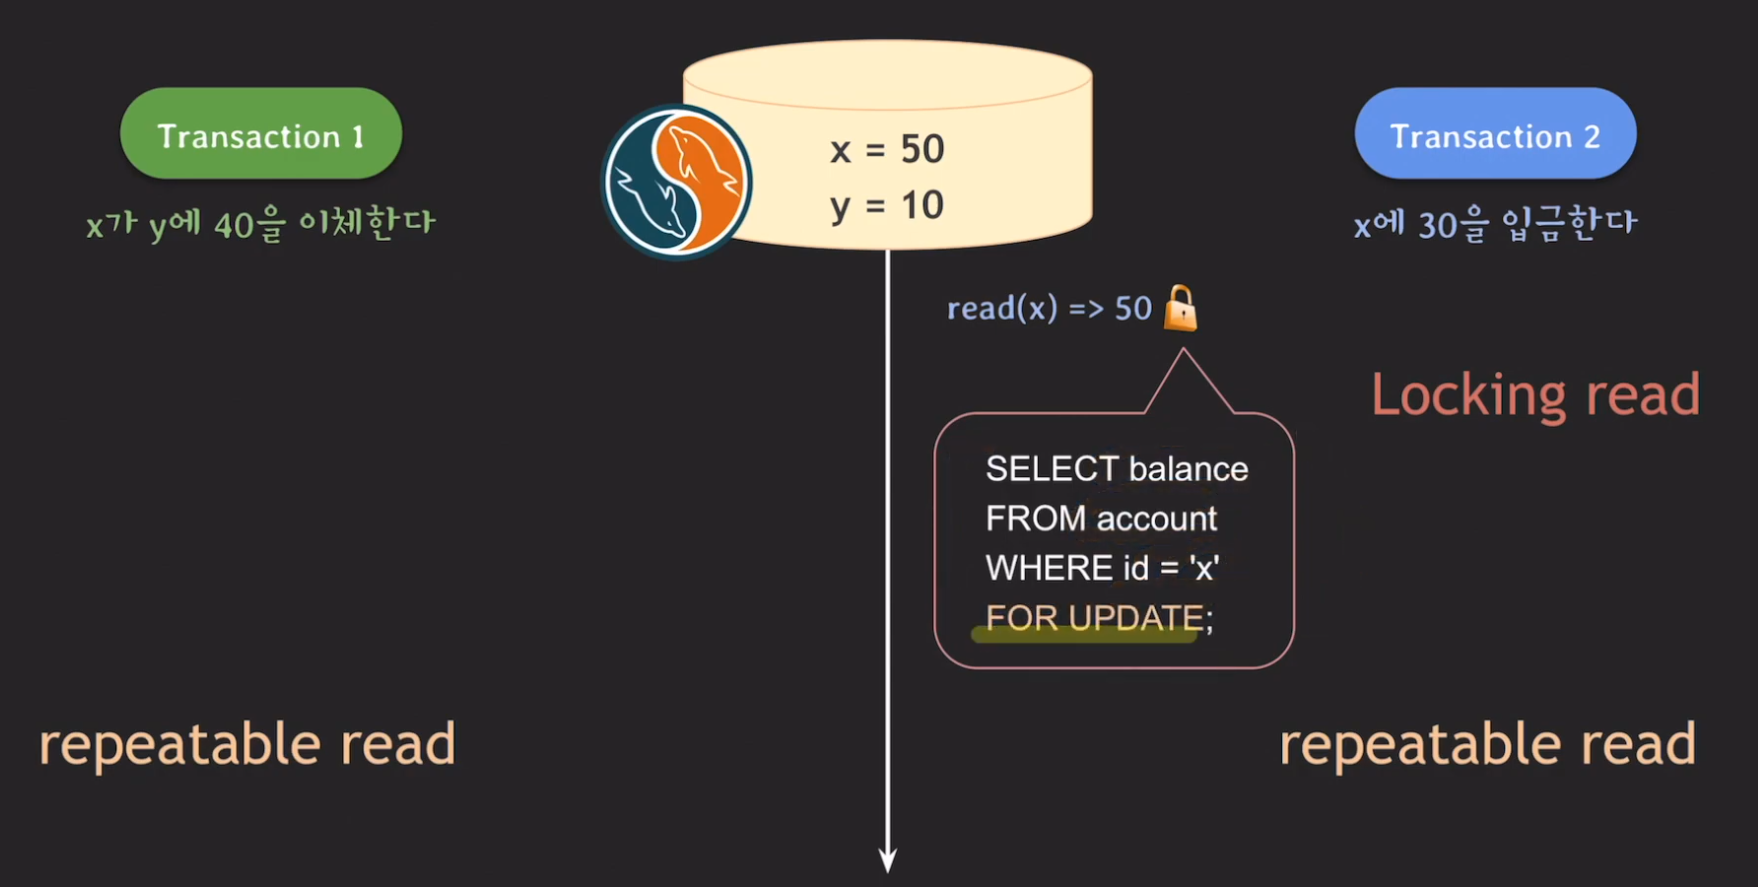 Transaction 1
x가 y에 40을 이체한다
x = 50
y = 10
Transaction 2
x에 30을 입금한다
read(x) => 50
Locking read
SELECT balance
FROM account
WHERE id = 'x'
FOR UPDATE;
repeatable read
repeatable read